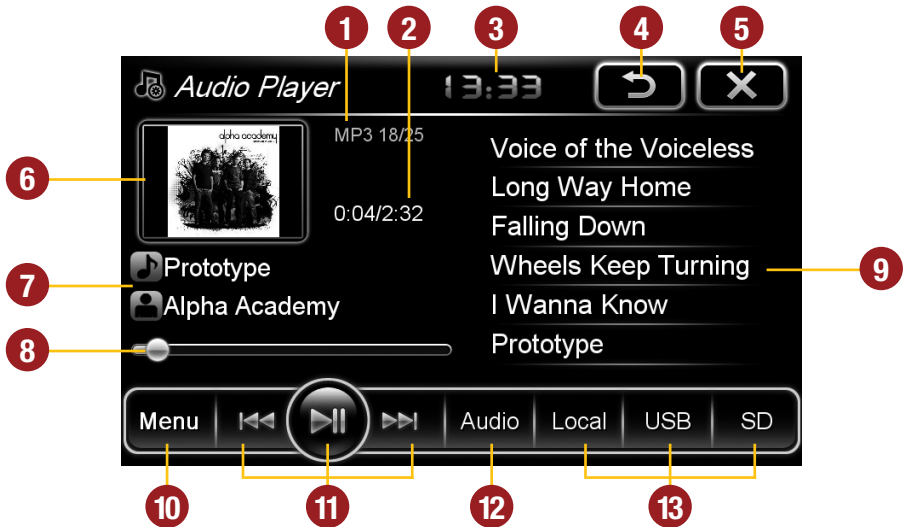 1 2 3 4 5
Audio Player 13:33
MP3 18/25
alpha academy
0:04/2:32
6
Prototype
7
Alpha Academy
8
Voice of the Voiceless
Long Way Home
Falling Down
Wheels Keep Turning
9
I Wanna Know
Prototype
Menu Audio Local USB SD
10 11 12 13